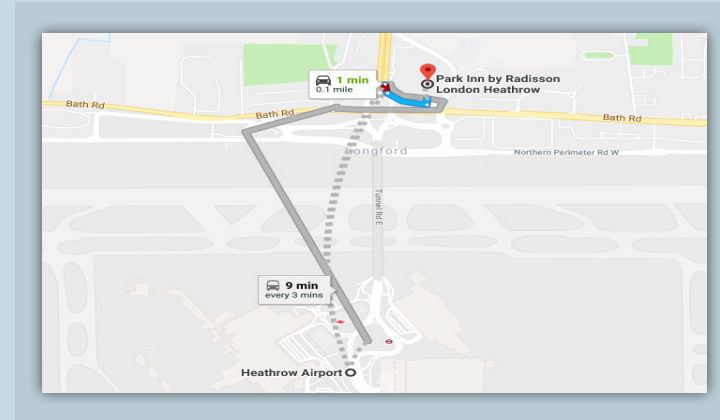 1 min
0.1 mile
Park Inn by Radisson
London Heathrow
Bath Rd
Bath Rd
Bath Rd
Longford
Northern Perimeter Rd W
Tunnel Rd E
9 min
every 3 mins
Heathrow Airport